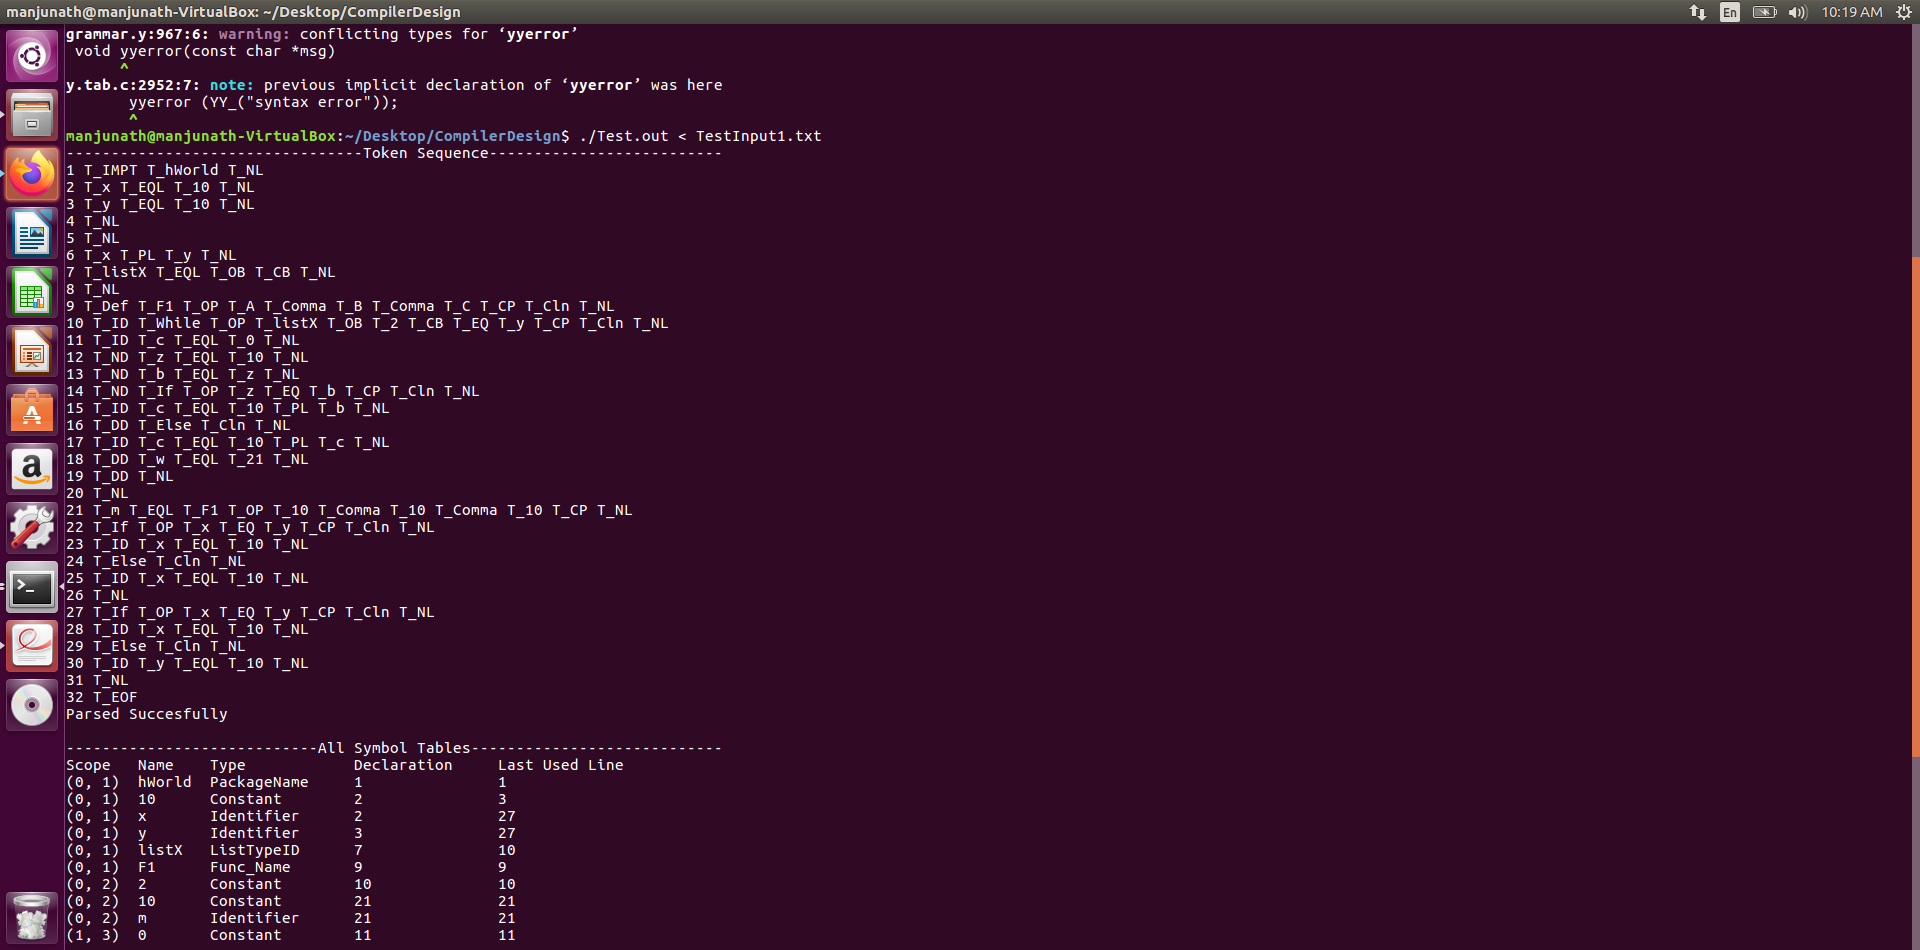 manjunath@manjunath-VirtualBox: ~/Desktop/CompilerDesign En 10:19 AM
grammar.y:967:6: warning: conflicting types for ‘yyerror’
void yyerror(const char *msg)
^
y.tab.c:2952:7: note: previous implicit declaration of ‘yyerror’ was here
yyerror (YY_("syntax error"));
^
manjunath@manjunath-VirtualBox:~/Desktop/CompilerDesign$ ./Test.out < TestInput1.txt
---------------------------------Token Sequence--------------------------
1 T_IMPT T_hWorld T_NL
2 T_x T_EQL T_10 T_NL
3 T_y T_EQL T_10 T_NL
4 T_NL
5 T_NL
6 T_x T_PL T_y T_NL
7 T_listX T_EQL T_OB T_CB T_NL
8 T_NL
9 T_Def T_F1 T_OP T_A T_Comma T_B T_Comma T_C T_CP T_Cln T_NL
10 T_ID T_While T_OP T_listX T_OB T_2 T_CB T_EQ T_y T_CP T_Cln T_NL
11 T_ID T_c T_EQL T_0 T_NL
12 T_ND T_z T_EQL T_10 T_NL
13 T_ND T_b T_EQL T_z T_NL
14 T_ND T_If T_OP T_z T_EQ T_b T_CP T_Cln T_NL
15 T_ID T_c T_EQL T_10 T_PL T_b T_NL
16 T_DD T_Else T_Cln T_NL
17 T_ID T_c T_EQL T_10 T_PL T_c T_NL
18 T_DD T_w T_EQL T_21 T_NL
19 T_DD T_NL
20 T_NL
21 T_m T_EQL T_F1 T_OP T_10 T_Comma T_10 T_Comma T_10 T_CP T_NL
22 T_If T_OP T_x T_EQ T_y T_CP T_Cln T_NL
23 T_ID T_x T_EQL T_10 T_NL
24 T_Else T_Cln T_NL
25 T_ID T_x T_EQL T_10 T_NL
26 T_NL
27 T_If T_OP T_x T_EQ T_y T_CP T_Cln T_NL
28 T_ID T_x T_EQL T_10 T_NL
29 T_Else T_Cln T_NL
30 T_ID T_y T_EQL T_10 T_NL
31 T_NL
32 T_EOF
Parsed Succesfully
----------------------------All Symbol Tables----------------------------
Scope Name Type Declaration Last Used Line
(0, 1) hWorld PackageName 1 1
(0, 1) 10 Constant 2 3
(0, 1) x Identifier 2 27
(0, 1) y Identifier 3 27
(0, 1) listX ListTypeID 7 10
(0, 1) F1 Func_Name 9 9
(0, 2) 2 Constant 10 10
(0, 2) 10 Constant 21 21
(0, 2) m Identifier 21 21
(1, 3) 0 Constant 11 11